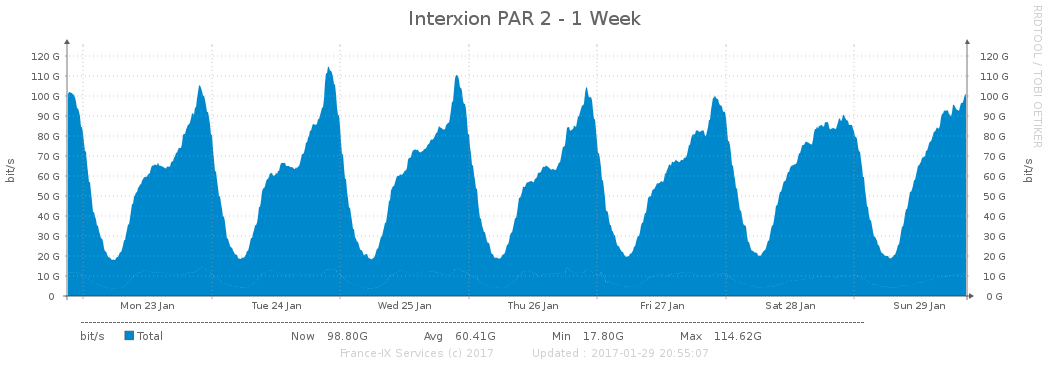 Interxion PAR 2 - 1 Week
RRDTOOL / TOBI OETIKER
bit/s
120 G 120 G
110 G 110 G
100 G 100 G
90 G 90 G
80 G 80 G
70 G 70 G
60 G 60 G
50 G 50 G
40 G 40 G
30 G 30 G
20 G 20 G
10 G 10 G
0 0 G
bit/s
Mon 23 Jan Tue 24 Jan Wed 25 Jan Thu 26 Jan Fri 27 Jan Sat 28 Jan Sun 29 Jan
bit/s Total Now 98.80G Avg 60.41G Min 17.80G Max 114.62G
France-IX Services (c) 2017 Updated : 2017-01-29 20:55:07